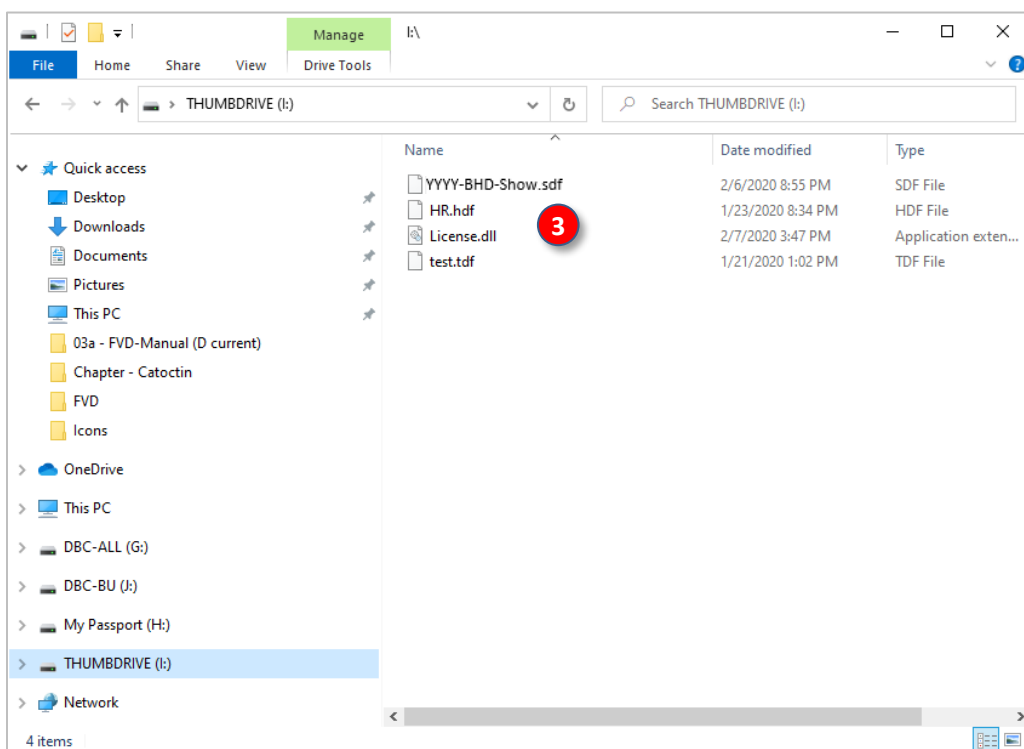 Manage
I:\
File
Home
Share
View
Drive Tools
?
THUMBDRIVE (I:)
Search THUMBDRIVE (I:)
Name
Date modified
Type
Quick access
Desktop
Downloads
Documents
Pictures
This PC
03a - FVD-Manual (D current)
Chapter - Catoctin
FVD
Icons
OneDrive
This PC
DBC-ALL (G:)
DBC-BU (J:)
My Passport (H:)
THUMBDRIVE (I:)
Network
YYYY-BHD-Show.sdf 2/6/2020 8:55 PM SDF File
HR.hdf 1/23/2020 8:34 PM HDF File
3
License.dll 2/7/2020 3:47 PM Application exten...
test.tdf 1/21/2020 1:02 PM TDF File
4 items